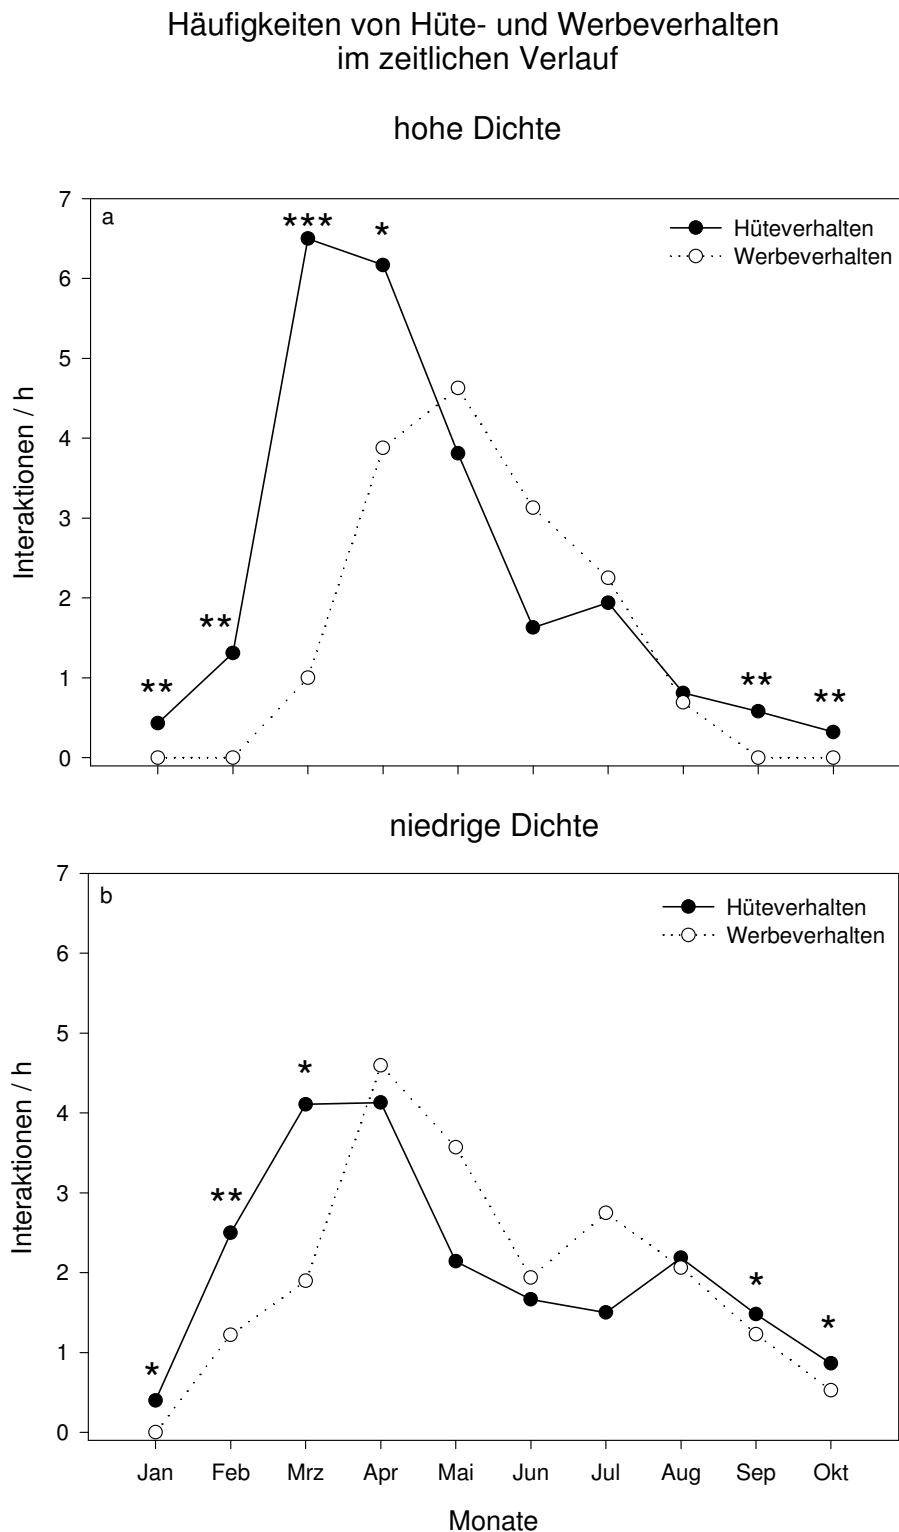 Häufigkeiten von Hüte- und Werbeverhalten
im zeitlichen Verlauf
hohe Dichte
a
Hüteverhalten
Werbeverhalten
***
*
**
**
**
**
7
6
5
4
3
2
1
0
Interaktionen / h
niedrige Dichte
b
Hüteverhalten
Werbeverhalten
*
**
*
*
*
7
6
5
4
3
2
1
0
Interaktionen / h
Jan Feb Mrz Apr Mai Jun Jul Aug Sep Okt
Monate